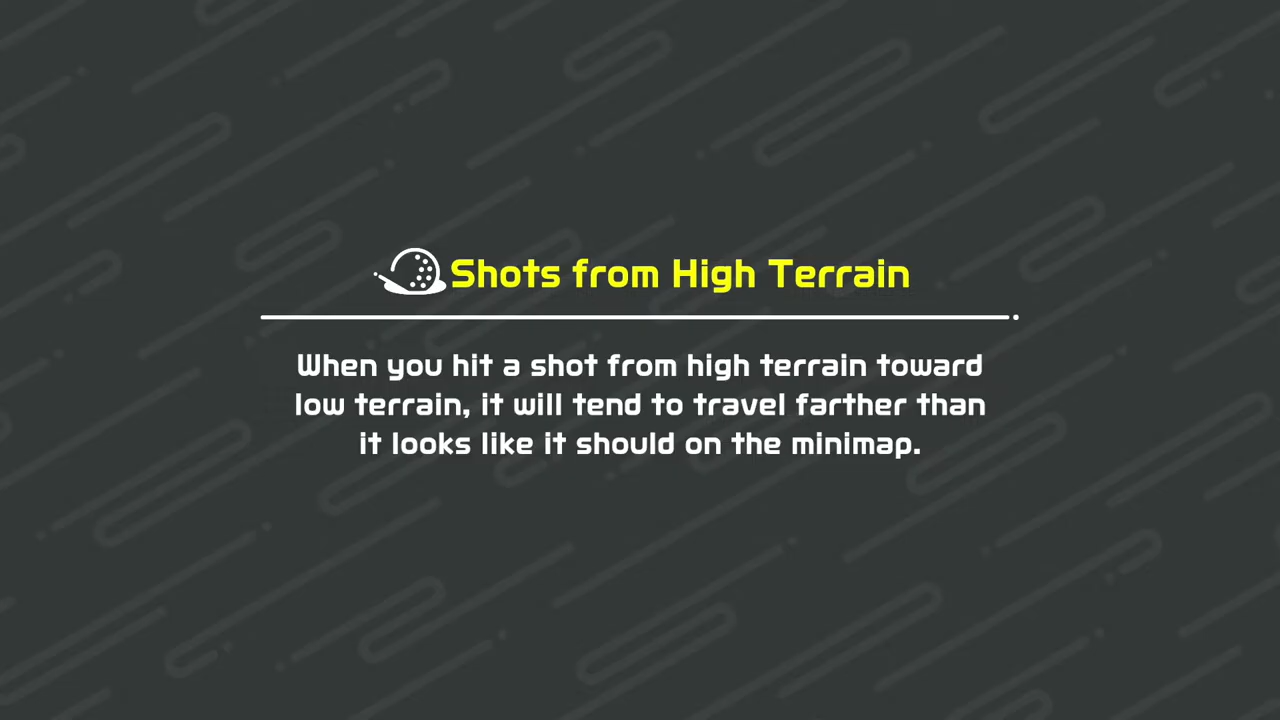 Shots from High Terrain
When you hit a shot from high terrain toward
low terrain, it will tend to travel farther than
it looks like it should on the minimap.